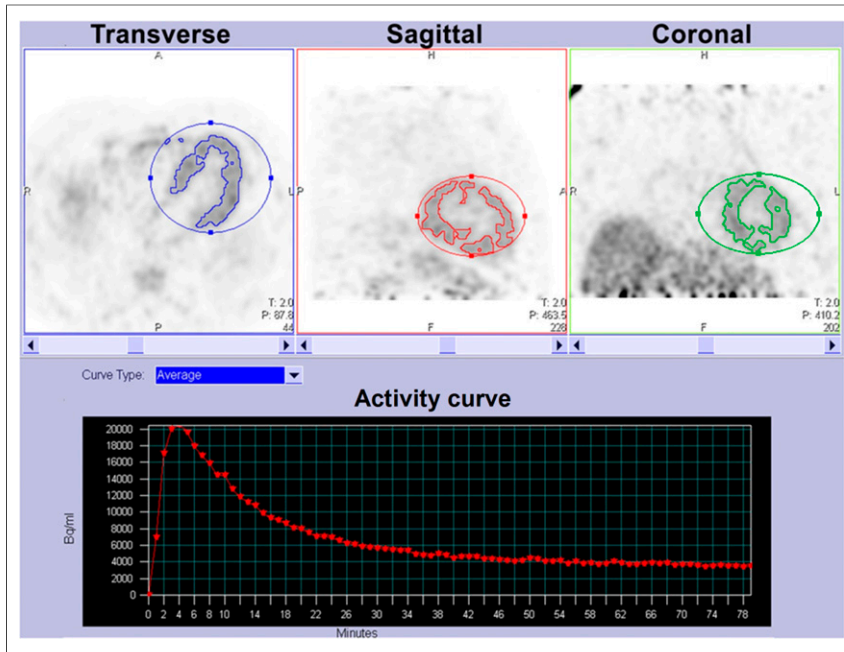 Transverse Sagittal Coronal
A H H
R L P A R L
T: 2.0 T: 2.0 T: 2.0
P: 87.8 P: 463.5 P: 410.2
P 44 F 228 F 202
Curve Type: Average
Activity curve
20000
18000
16000
14000
12000
10000
8000
6000
4000
2000
0
Bq/ml
0 2 4 6 8 10 14 18 22 26 30 34 38 42 46 50 54 58 62 66 70 74 78
Minutes